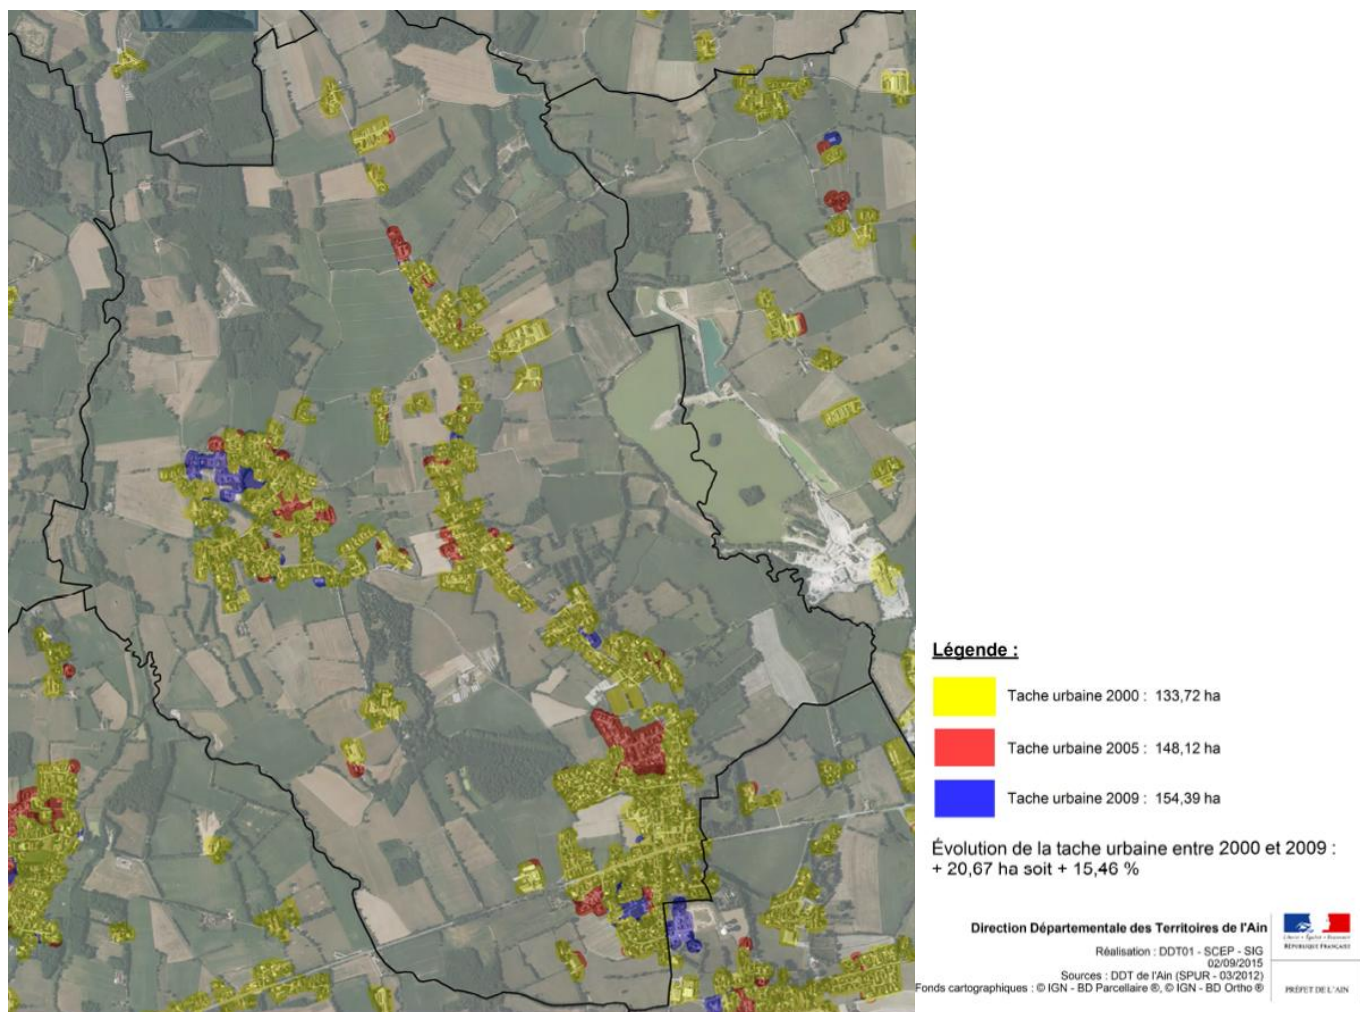 Légende :
Tache urbaine 2000 : 133,72 ha
Tache urbaine 2005 : 148,12 ha
Tache urbaine 2009 : 154,39 ha
Évolution de la tache urbaine entre 2000 et 2009 :
+ 20,67 ha soit + 15,46 %
Direction Départementale des Territoires de l'Ain
Réalisation : DDT01 - SCEP - SIG
02/09/2015
Sources : DDT de l'Ain (SPUR - 03/2012)
Fonds cartographiques : © IGN - BD Parcellaire ®, © IGN - BD Ortho ®
Liberté • Égalité • Fraternité
RÉPUBLIQUE FRANÇAISE
PRÉFET DE L'AIN